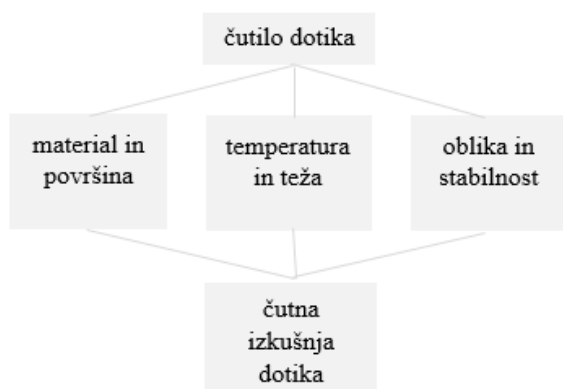 čutilo dotika
material in
površina
temperatura
in teža
oblika in
stabilnost
čutna
izkušnja
dotika